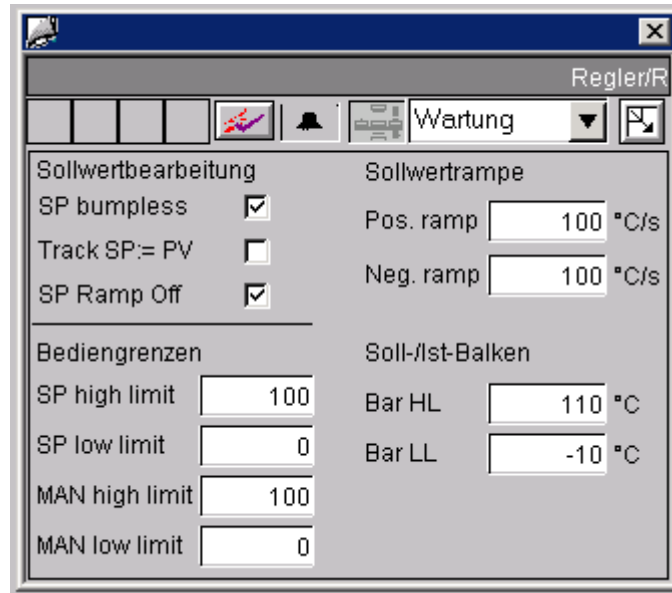 Regler/R
Wartung
Sollwertbearbeitung
SP bumpless
Track SP:= PV
SP Ramp Off
Sollwertrampe
Pos. ramp 100 °C/s
Neg. ramp 100 °C/s
Bediengrenzen
SP high limit 100
SP low limit 0
MAN high limit 100
MAN low limit 0
Soll-/Ist-Balken
Bar HL 110 °C
Bar LL -10 °C